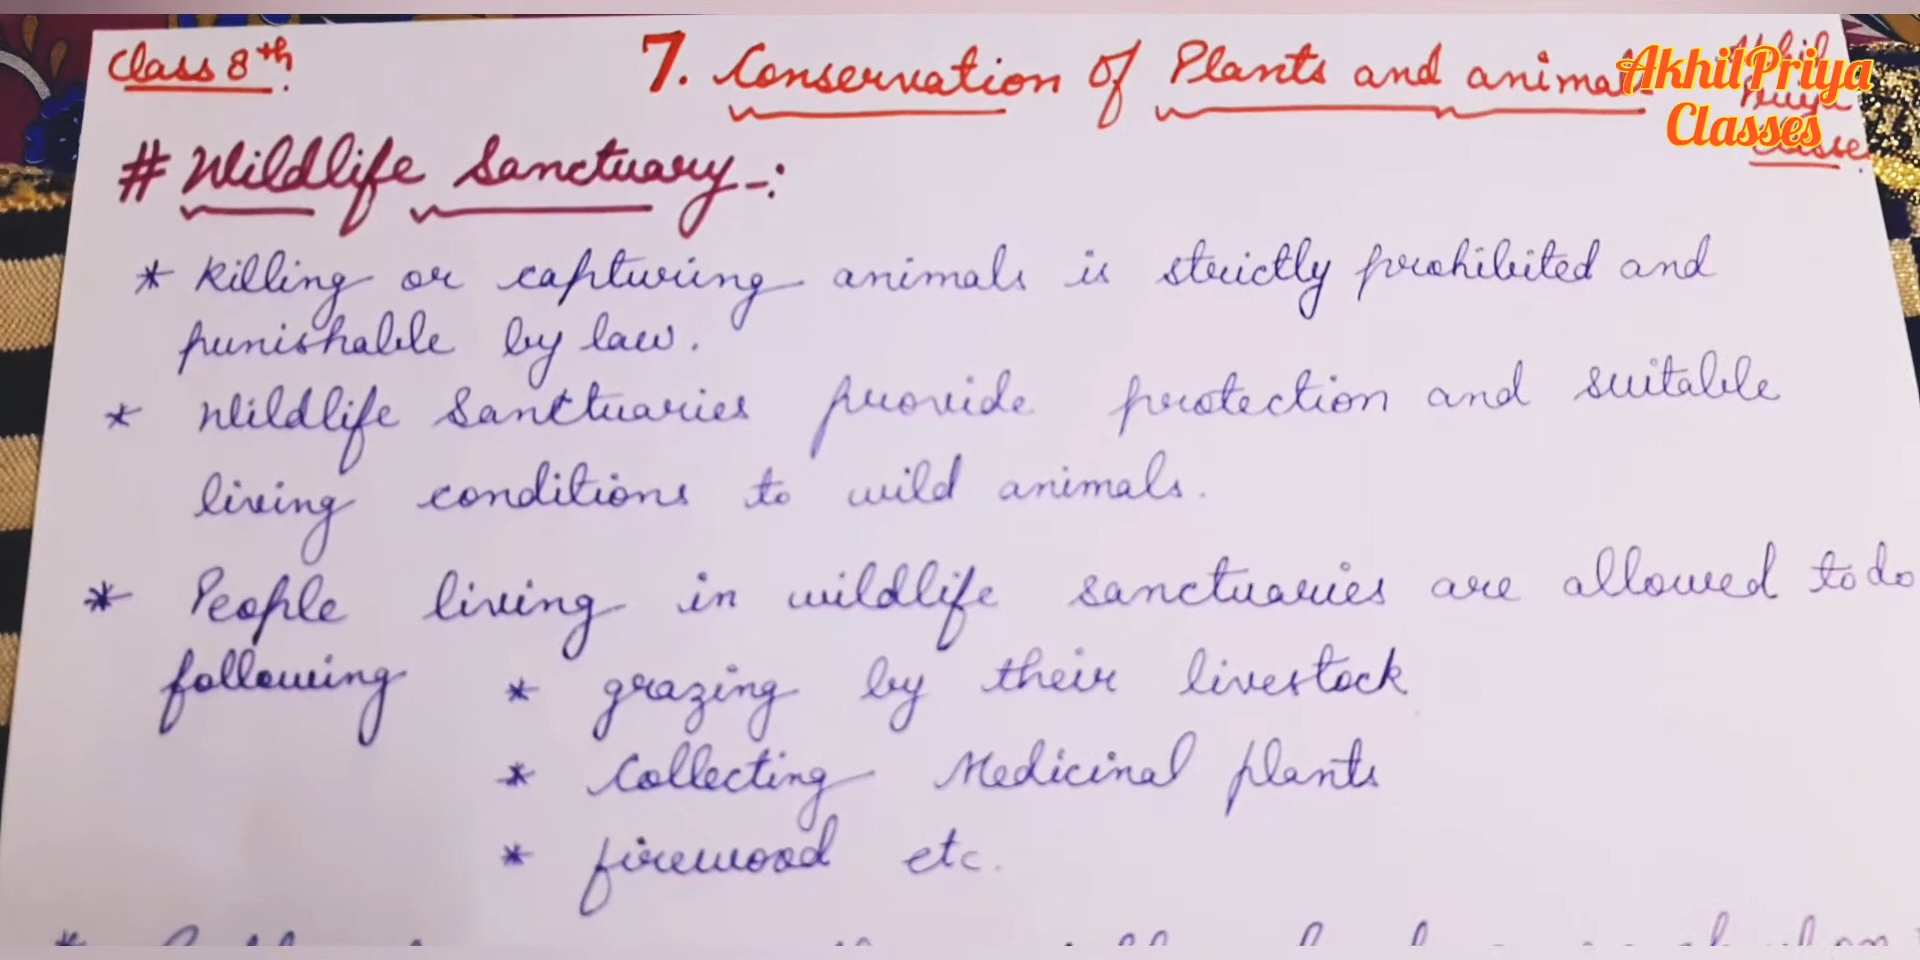 Class 8th
7. Conservation Of Plants and animal
AkhilPriya
Classes
# Wildlife Sanctuary -:
* Killing or capturing animals is strictly prohibited and
punishable by law.
* Wildlife Sanctuaries provide protection and suitable
living conditions to wild animals.
* People living in wildlife sanctuaries are allowed to do
following * grazing by their livestock
* Collecting Medicinal plants
* firewood etc.